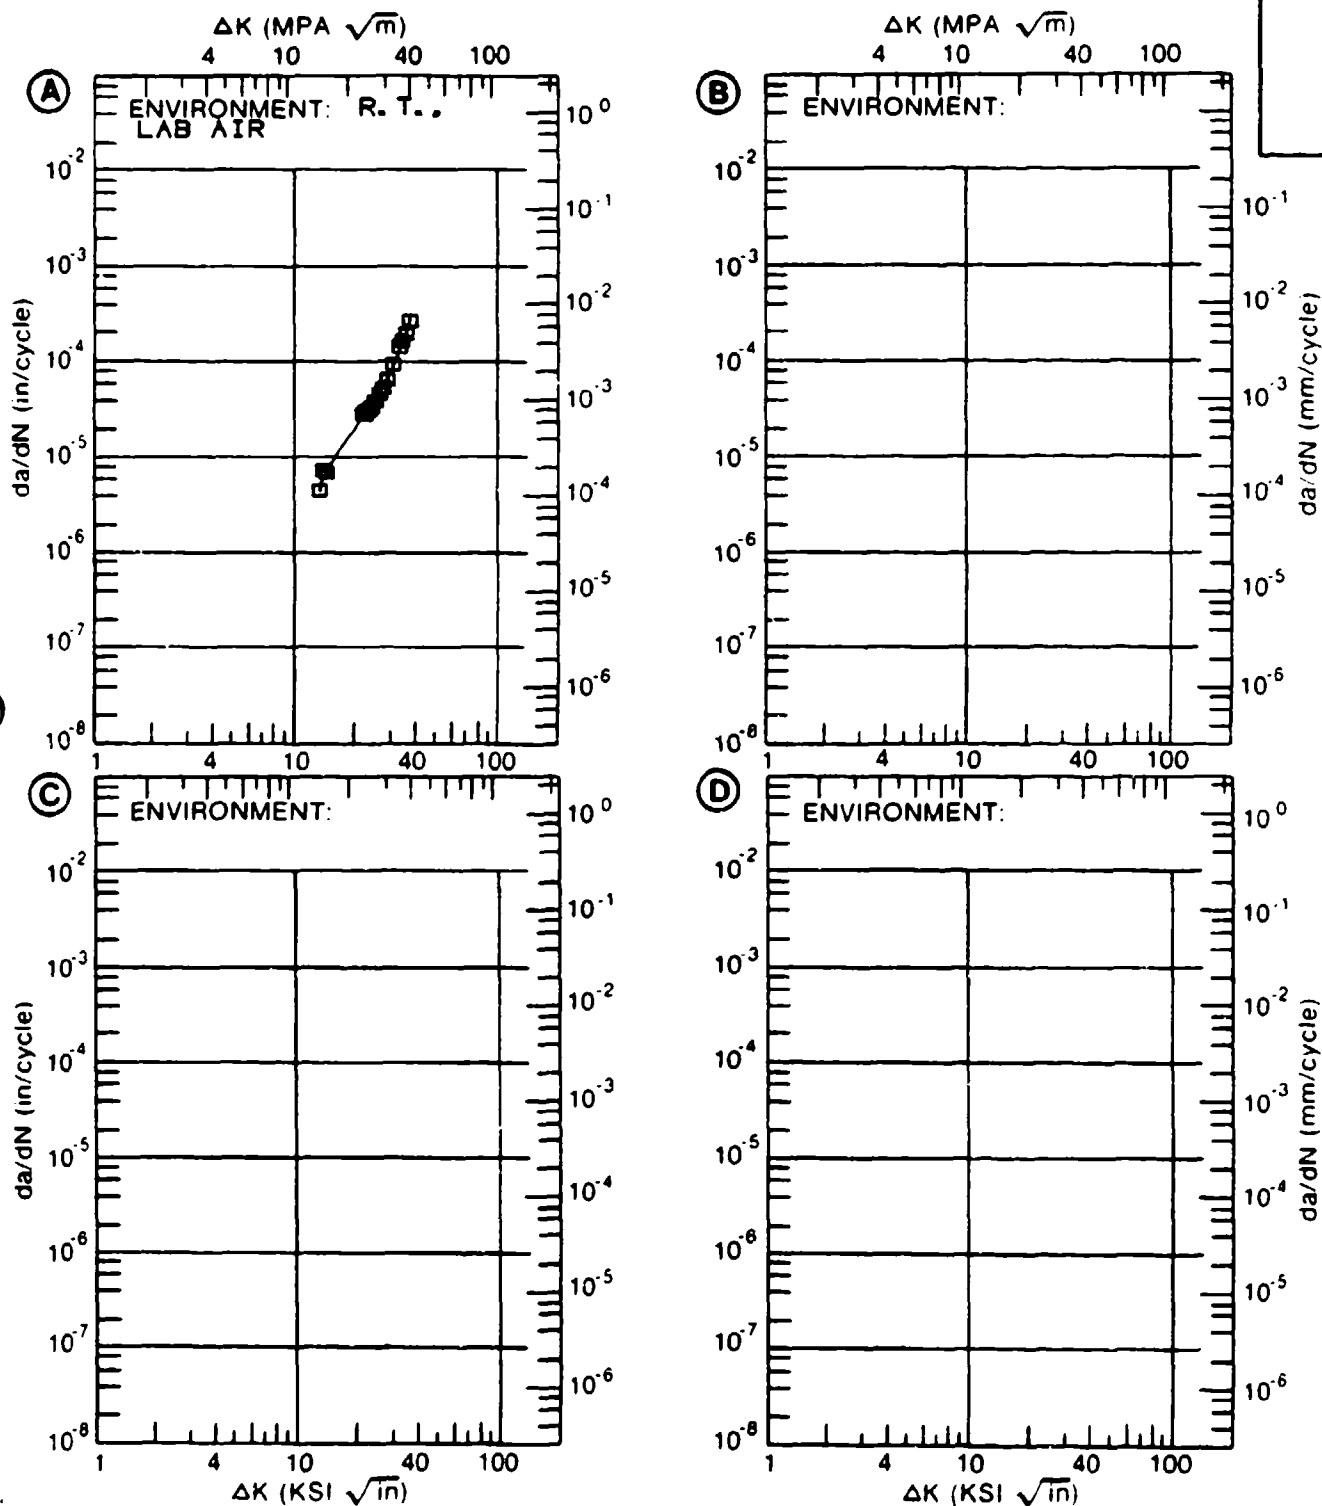 ΔK (MPA √m)
4 10 40 100
A
ENVIRONMENT: R. T.,
LAB AIR
10⁰
10⁻²
10⁻¹
10⁻³
10⁻²
10⁻⁴
10⁻³
10⁻⁵
10⁻⁴
10⁻⁶
10⁻⁵
10⁻⁷
10⁻⁶
10⁻⁸
1 4 10 40 100
da/dN (in/cycle)
ΔK (MPA √m)
4 10 40 100
B
ENVIRONMENT:
10⁻²
10⁻¹
10⁻³
10⁻²
10⁻⁴
10⁻³
10⁻⁵
10⁻⁴
10⁻⁶
10⁻⁵
10⁻⁷
10⁻⁶
10⁻⁸
1 4 10 40 100
da/dN (mm/cycle)
C
ENVIRONMENT:
10⁰
10⁻²
10⁻¹
10⁻³
10⁻²
10⁻⁴
10⁻³
10⁻⁵
10⁻⁴
10⁻⁶
10⁻⁵
10⁻⁷
10⁻⁶
10⁻⁸
1 4 10 40 100
da/dN (in/cycle)
ΔK (KSI √in)
D
ENVIRONMENT:
10⁰
10⁻²
10⁻¹
10⁻³
10⁻²
10⁻⁴
10⁻³
10⁻⁵
10⁻⁴
10⁻⁶
10⁻⁵
10⁻⁷
10⁻⁶
10⁻⁸
1 4 10 40 100
da/dN (mm/cycle)
ΔK (KSI √in)